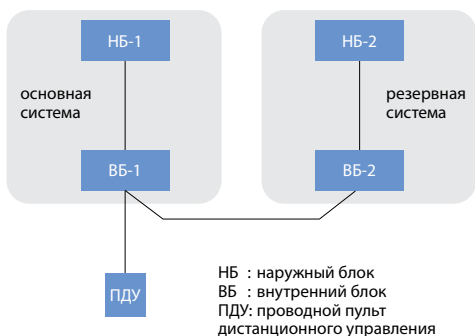 НБ-1
НБ-2
основная
система
резервная
система
ВБ-1
ВБ-2
ПДУ
НБ : наружный блок
ВБ : внутренний блок
ПДУ: проводной пульт
дистанционного управления